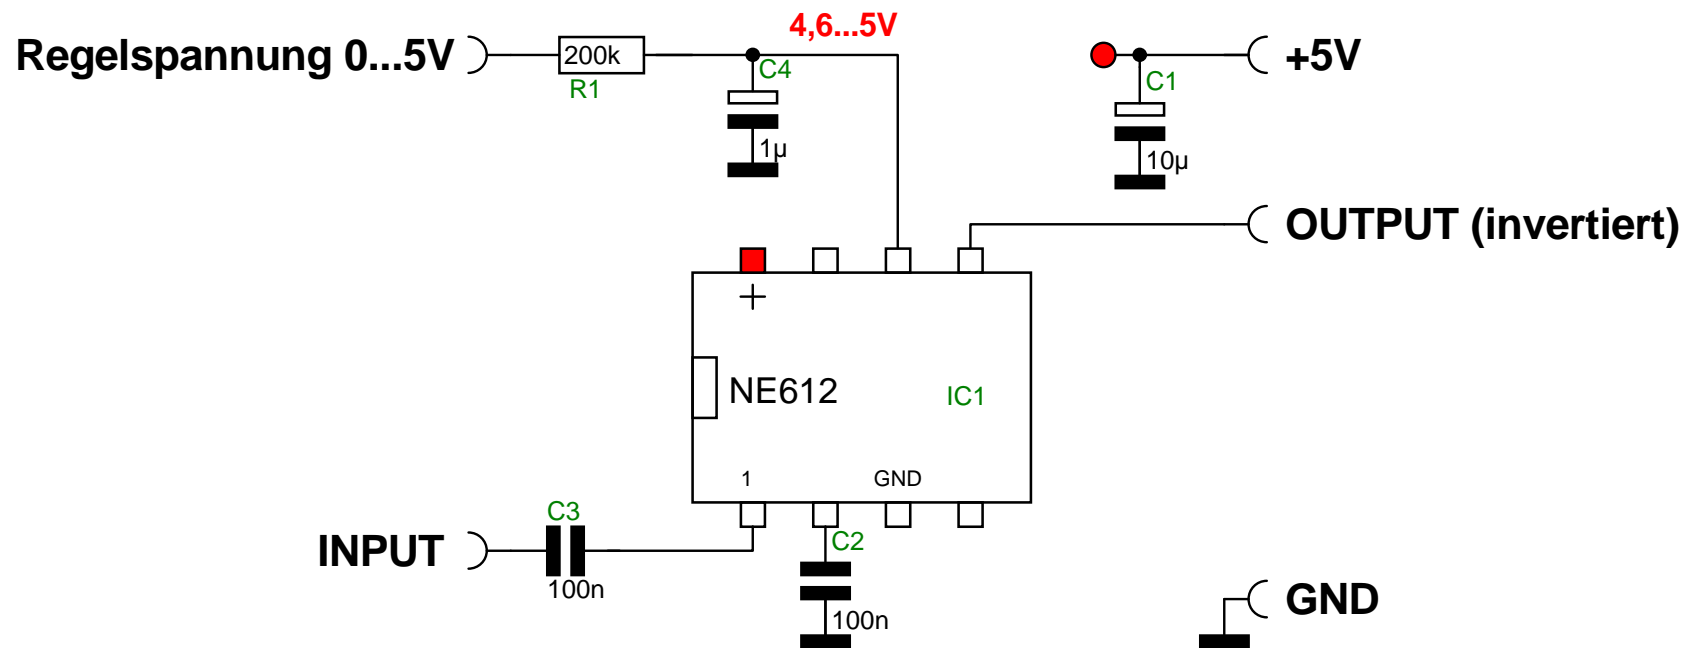 4,6...5V
Regelspannung 0...5V
200k
R1
C4
1µ
C1
10µ
+5V
OUTPUT (invertiert)
+
NE612
IC1
1
GND
INPUT
C3
100n
C2
100n
GND